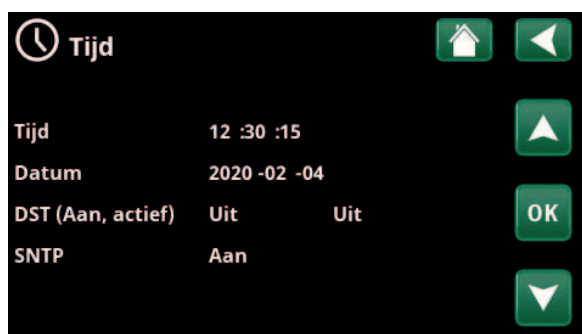 Tijd
Tijd 12 :30 :15
Datum 2020 -02 -04
DST (Aan, actief) Uit Uit
OK
SNTP Aan